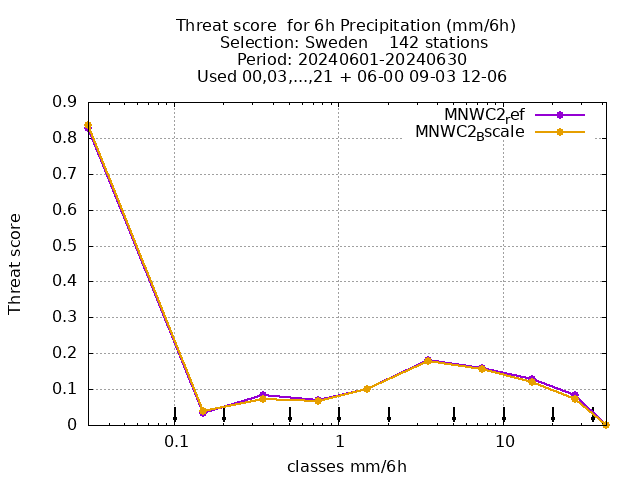 Threat score  for 6h Precipitation (mm/6h)
Selection: Sweden    142 stations
Period: 20240601-20240630
Used 00,03,...,21 + 06-00 09-03 12-06
MNWC2_ref
MNWC2_Bscale
0.9
0.8
0.7
0.6
0.5
0.4
0.3
0.2
0.1
0
Threat score
0.1 1 10
classes mm/6h